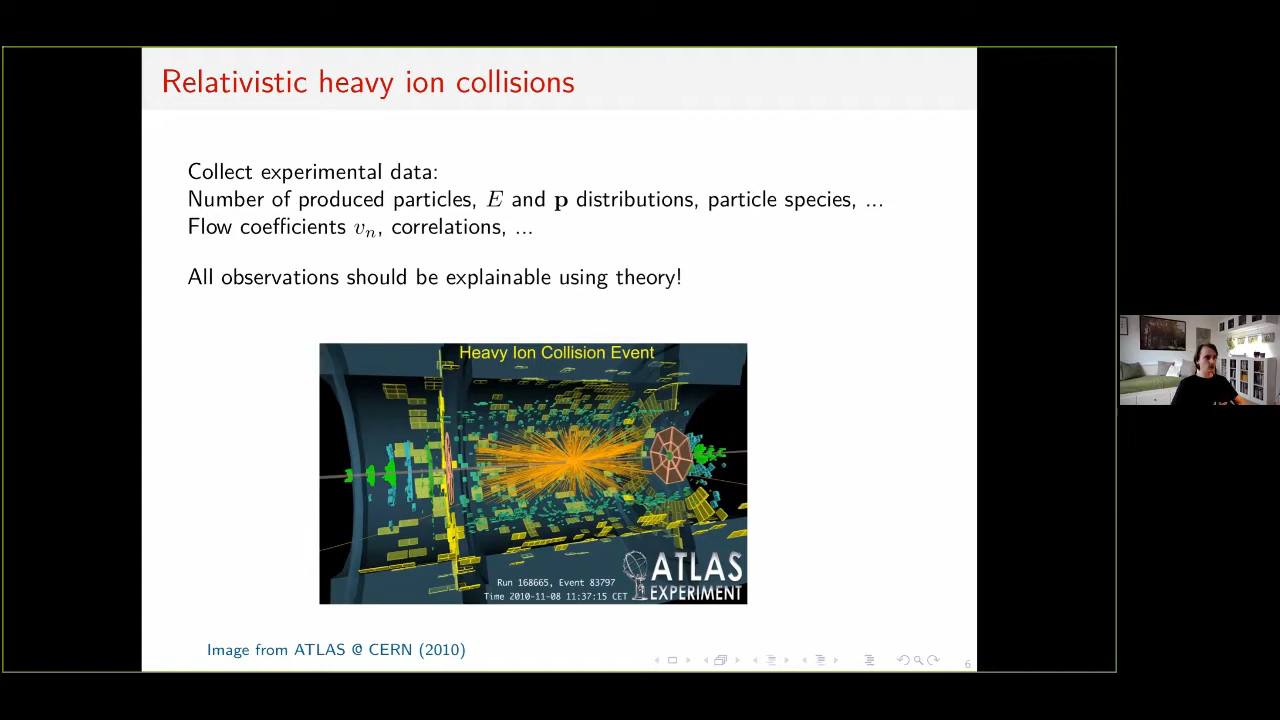 Relativistic heavy ion collisions
Collect experimental data:
Number of produced particles, E and p distributions, particle species, ...
Flow coefficients vₙ, correlations, ...
All observations should be explainable using theory!
Heavy Ion Collision Event
ATLAS
EXPERIMENT
Run 168665, Event 83797
Time 2010-11-08 11:37:15 CET
Image from ATLAS @ CERN (2010)
6